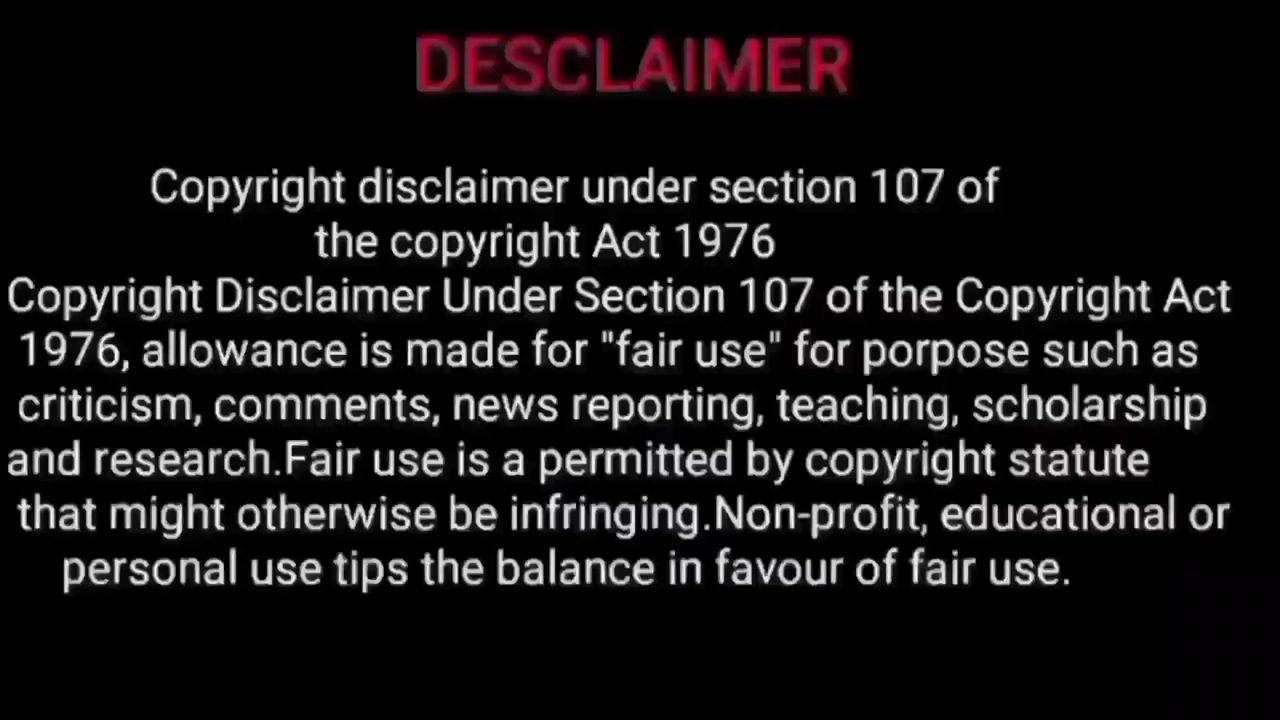 DESCLAIMER
Copyright disclaimer under section 107 of
the copyright Act 1976
Copyright Disclaimer Under Section 107 of the Copyright Act
1976, allowance is made for "fair use" for porpose such as
criticism, comments, news reporting, teaching, scholarship
and research.Fair use is a permitted by copyright statute
that might otherwise be infringing.Non-profit, educational or
personal use tips the balance in favour of fair use.